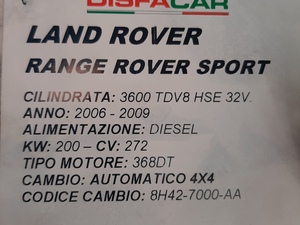 DISFACAR
LAND ROVER
RANGE ROVER SPORT
CILINDRATA: 3600 TDV8 HSE 32V.
ANNO: 2006 - 2009
ALIMENTAZIONE: DIESEL
KW: 200 – CV: 272
TIPO MOTORE: 368DT
CAMBIO: AUTOMATICO 4X4
CODICE CAMBIO: 8H42-7000-AA